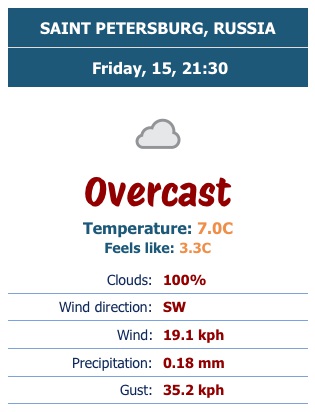 SAINT PETERSBURG, RUSSIA
Friday, 15, 21:30
Overcast
Temperature: 7.0C
Feels like: 3.3C
Clouds: 100%
Wind direction: SW
Wind: 19.1 kph
Precipitation: 0.18 mm
Gust: 35.2 kph